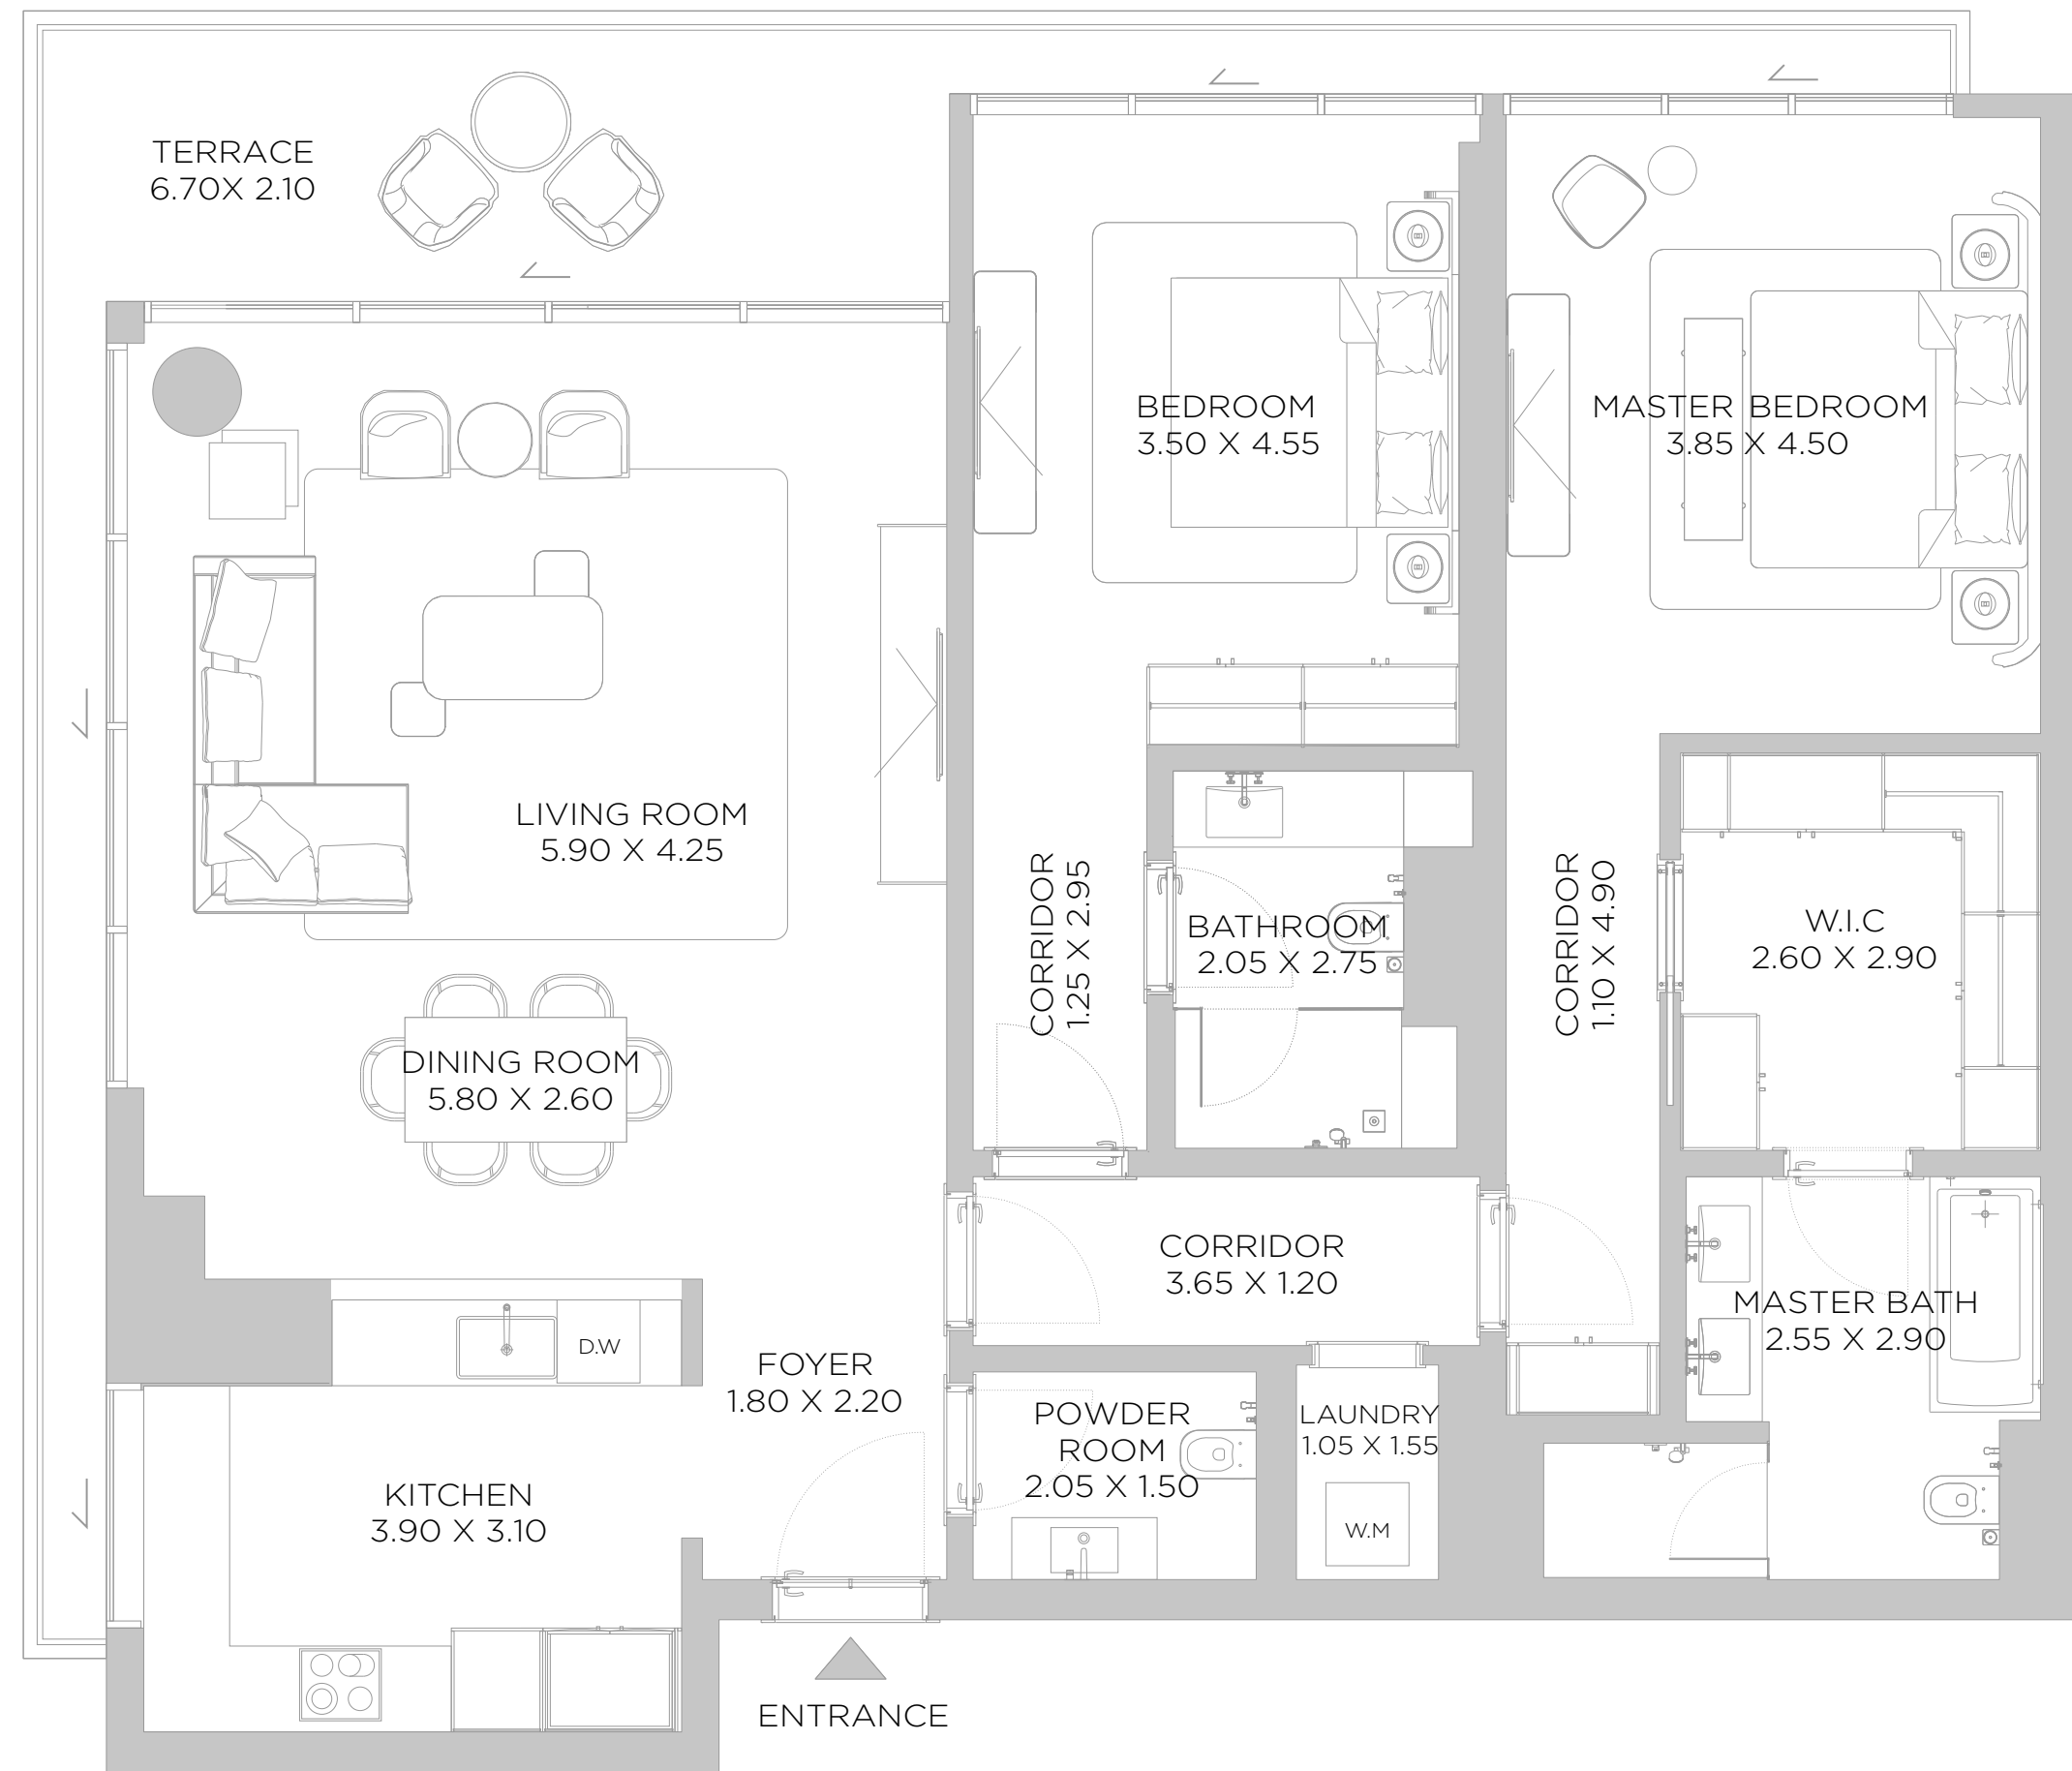 TERRACE
6.70X 2.10
BEDROOM
3.50 X 4.55
MASTER BEDROOM
3.85 X 4.50
LIVING ROOM
5.90 X 4.25
CORRIDOR
1.25 X 2.95
BATHROOM
2.05 X 2.75
CORRIDOR
1.10 X 4.90
W.I.C
2.60 X 2.90
DINING ROOM
5.80 X 2.60
CORRIDOR
3.65 X 1.20
MASTER BATH
2.55 X 2.90
D.W
FOYER
1.80 X 2.20
POWDER
ROOM
2.05 X 1.50
LAUNDRY
1.05 X 1.55
W.M
KITCHEN
3.90 X 3.10
ENTRANCE